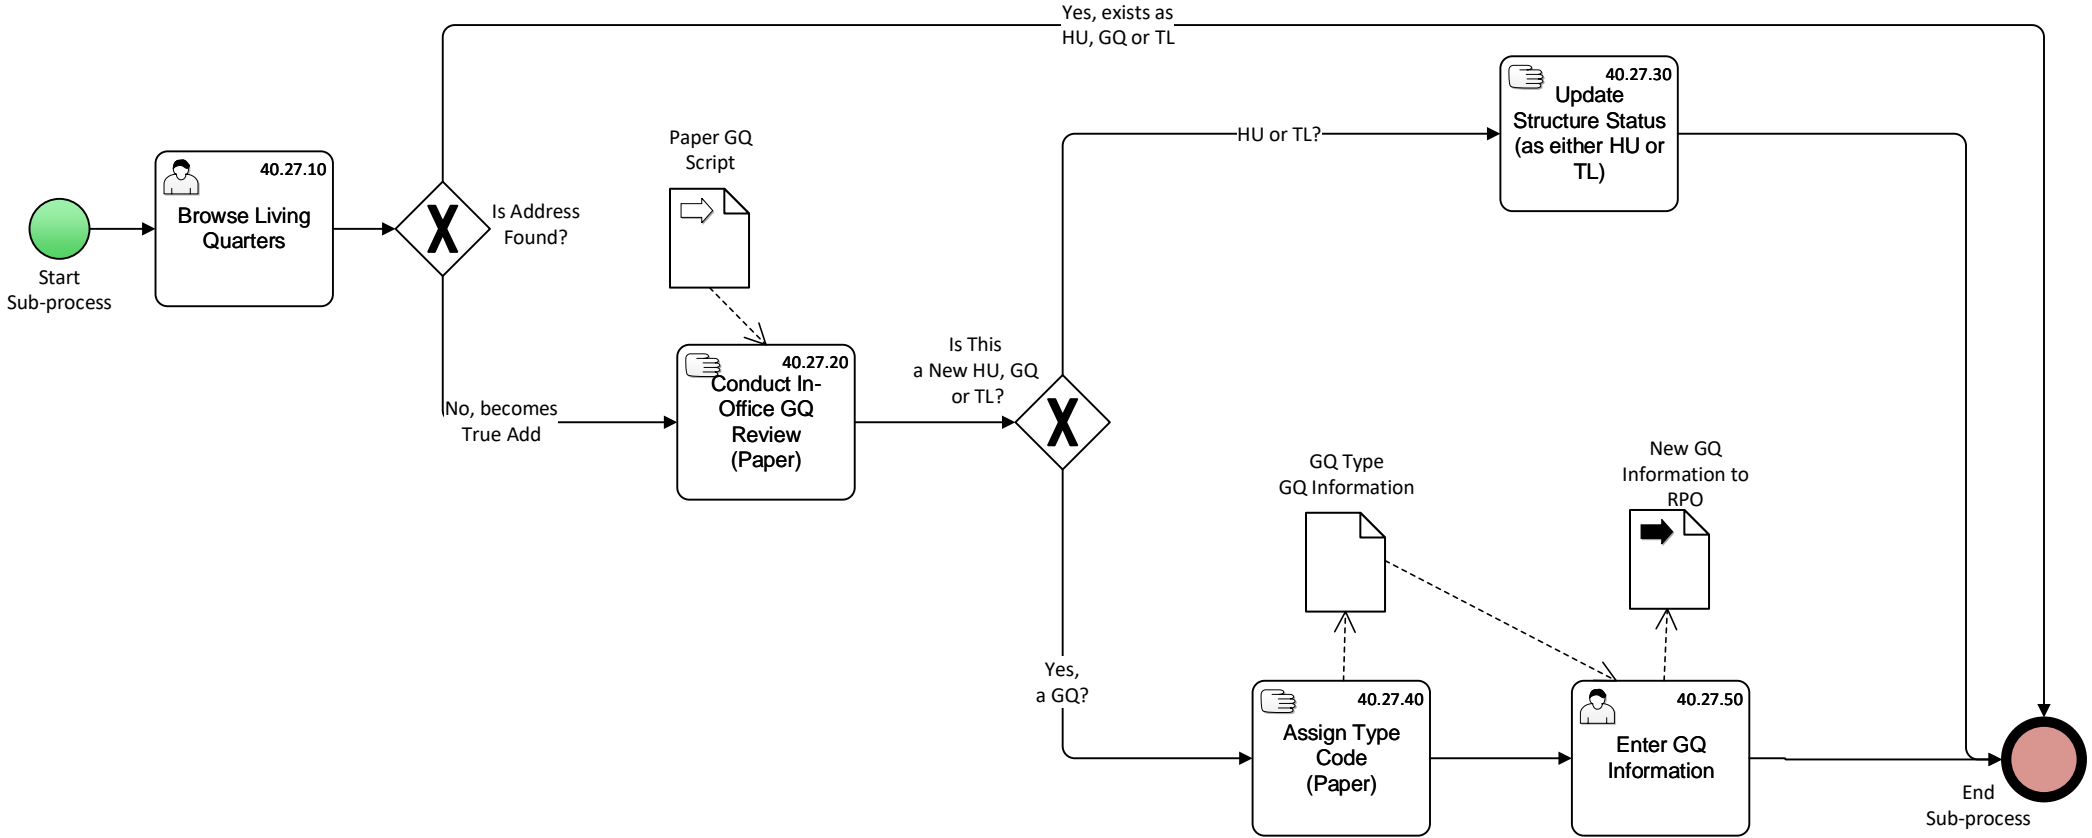 Yes, exists as
HU, GQ or TL
40.27.30
Update
Structure Status
(as either HU or
TL)
HU or TL?
Paper GQ
Script
40.27.10
Browse Living
Quarters
Is Address
Found?
Start
Sub-process
Is This
a New HU, GQ
or TL?
40.27.20
Conduct In-
Office GQ
Review
(Paper)
No, becomes
True Add
GQ Type
GQ Information
New GQ
Information to
RPO
Yes,
a GQ?
40.27.40
Assign Type
Code
(Paper)
40.27.50
Enter GQ
Information
End
Sub-process